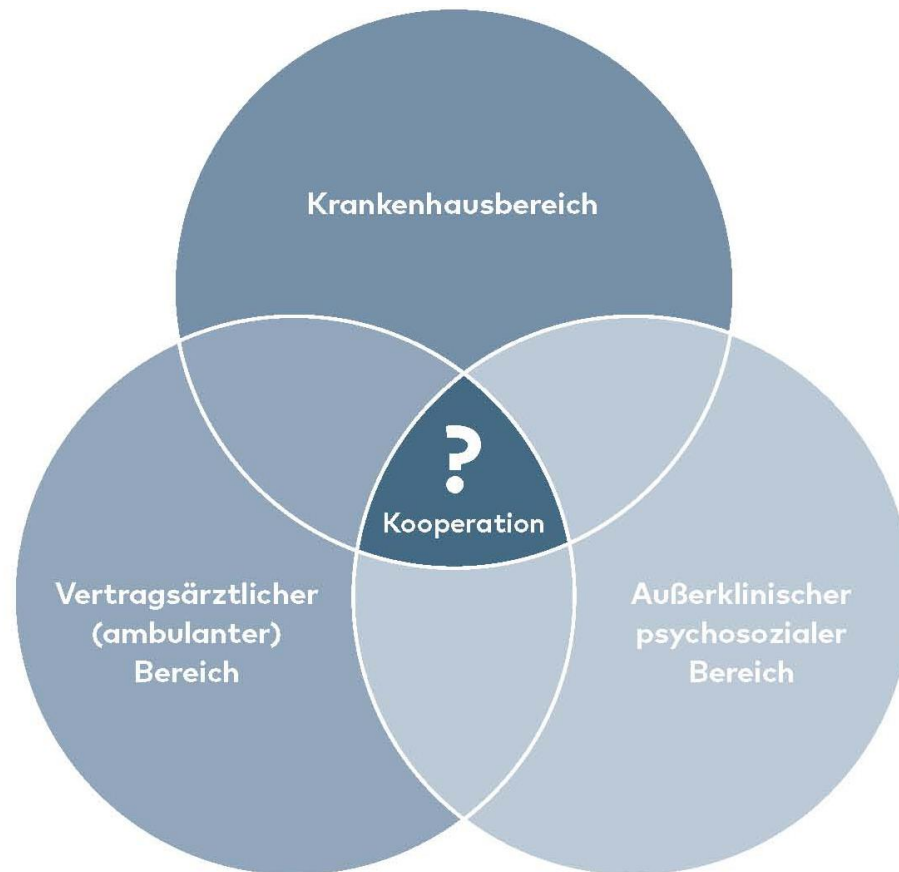 Krankenhausbereich
?
Kooperation
Vertragsärztlicher
(ambulanter)
Bereich
Außerklinischer
psychosozialer
Bereich